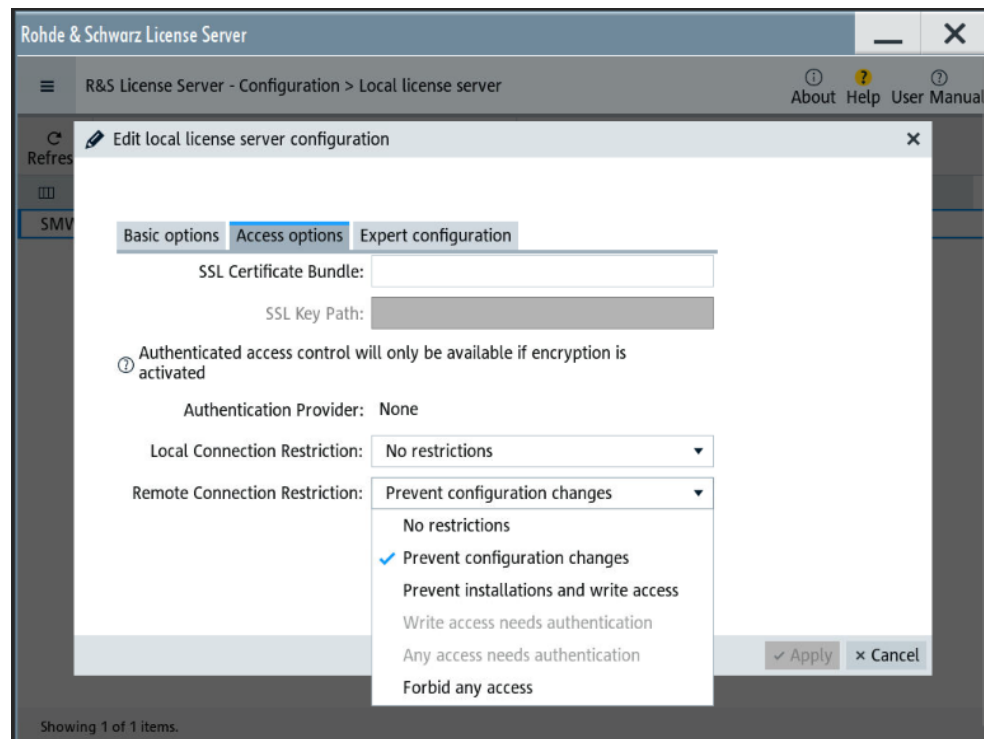 Rohde & Schwarz License Server
R&S License Server - Configuration > Local license server
About Help User Manual
Refres
Edit local license server configuration
SMW
Basic options Access options Expert configuration
SSL Certificate Bundle:
SSL Key Path:
Authenticated access control will only be available if encryption is
activated
Authentication Provider: None
Local Connection Restriction: No restrictions
Remote Connection Restriction: Prevent configuration changes
No restrictions
Prevent configuration changes
Prevent installations and write access
Write access needs authentication
Any access needs authentication
Forbid any access
Apply Cancel
Showing 1 of 1 items.